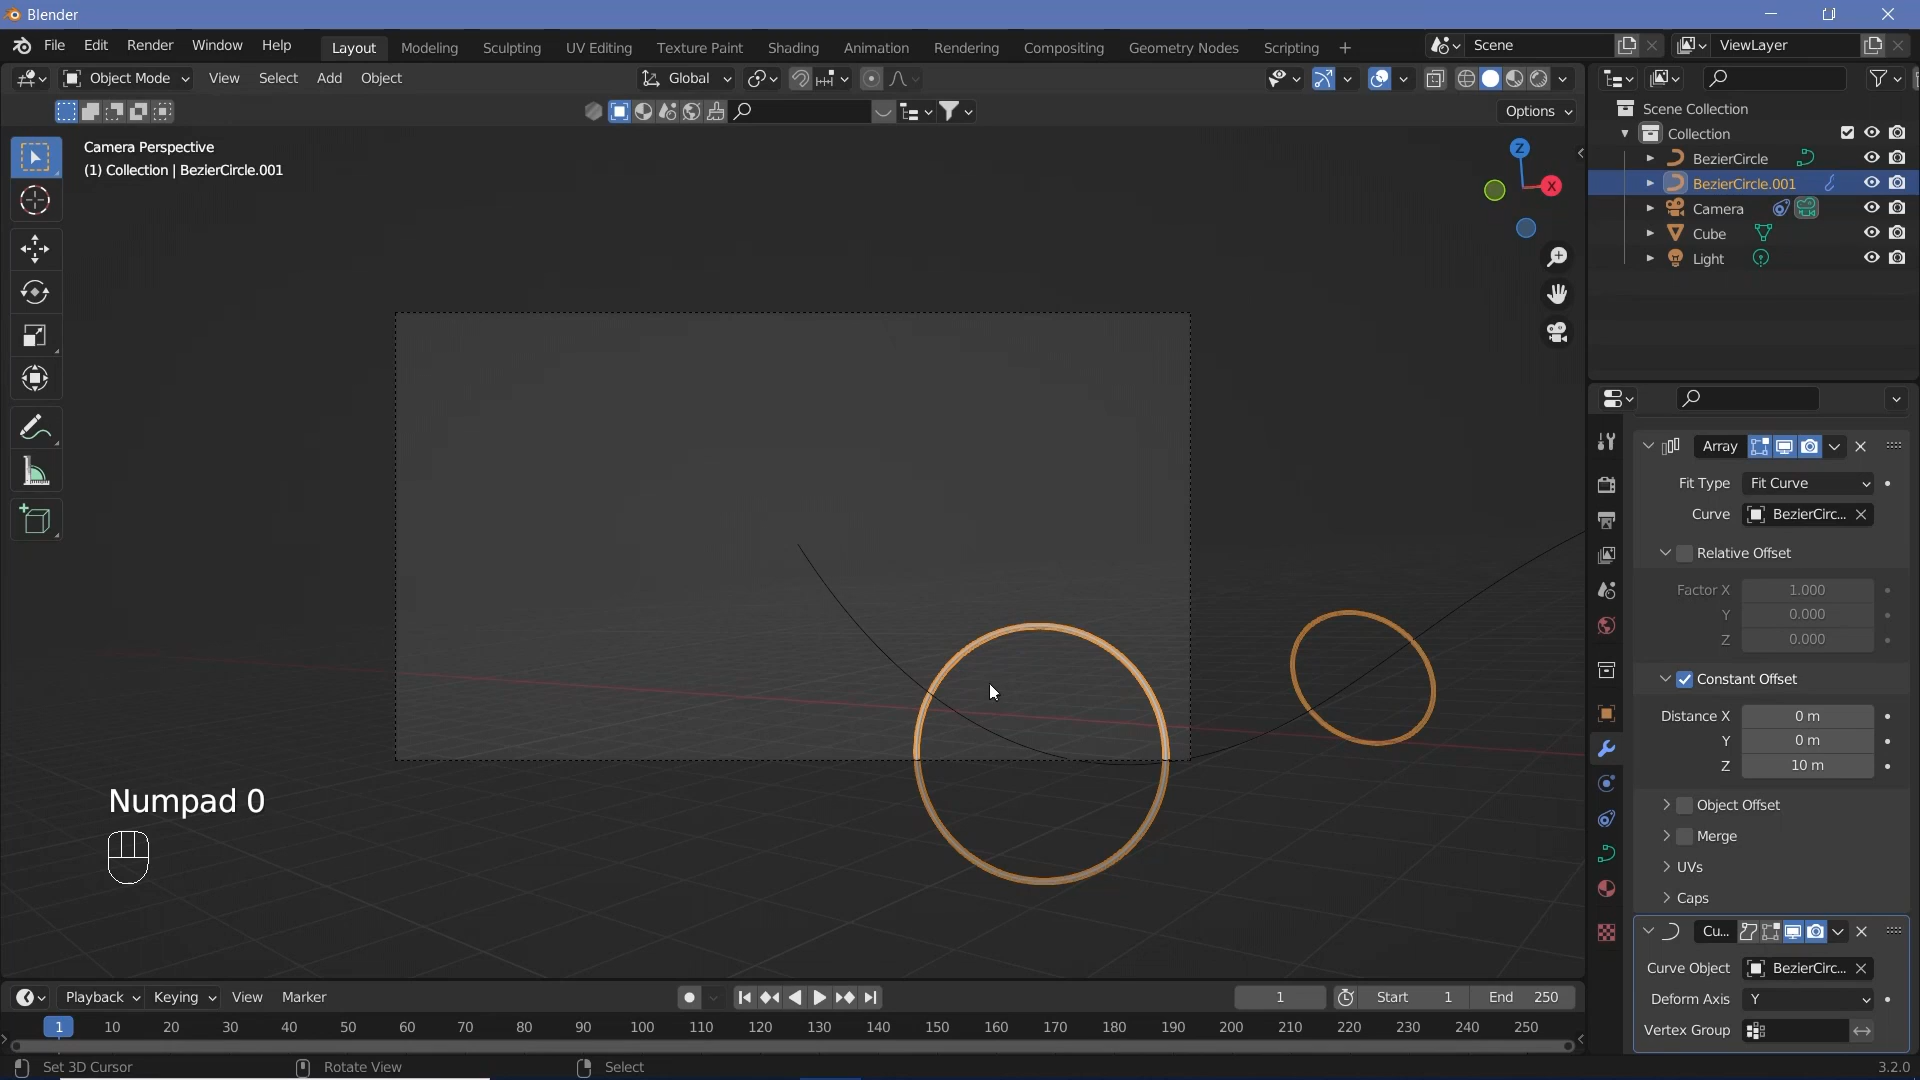 Blender
File Edit Render Window Help Layout Modeling Sculpting UV Editing Texture Paint Shading Animation Rendering Compositing Geometry Nodes Scripting + Scene ViewLayer
Object Mode View Select Add Object Global
Options
Camera Perspective
(1) Collection | BezierCircle.001
Z
X
Scene Collection
Collection
BezierCircle
BezierCircle.001
Camera
Cube
Light
Array
Fit Type Fit Curve
Curve BezierCirc...
Relative Offset
Factor X 1.000
Y 0.000
Z 0.000
Constant Offset
Distance X 0 m
Y 0 m
Z 10 m
Object Offset
Merge
UVs
Caps
Cu...
Curve Object BezierCirc...
Deform Axis Y
Vertex Group
Numpad 0
Playback Keying View Marker 1 Start 1 End 250
1 10 20 30 40 50 60 70 80 90 100 110 120 130 140 150 160 170 180 190 200 210 220 230 240 250
Set 3D Cursor Rotate View Select 3.2.0